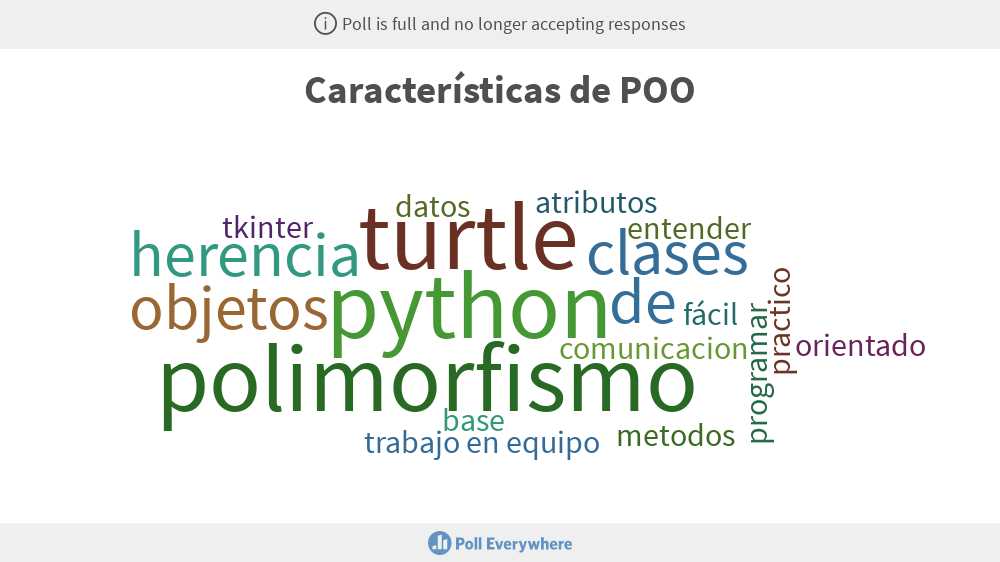 Poll is full and no longer accepting responses
Características de POO
datos
atributos
tkinter
turtle
entender
herencia
clases
objetos
python
de
fácil
practico
programar
comunicacion
orientado
polimorfismo
base
trabajo en equipo
metodos
Poll Everywhere